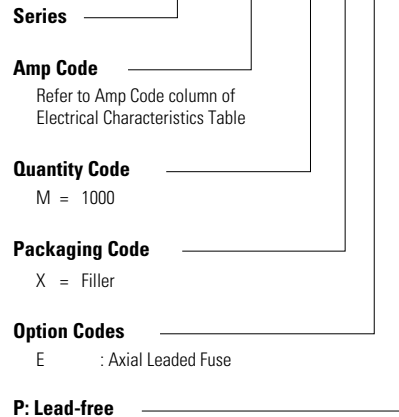 Series
Amp Code
Refer to Amp Code column of
Electrical Characteristics Table
Quantity Code
M = 1000
Packaging Code
X = Filler
Option Codes
E : Axial Leaded Fuse
P: Lead-free